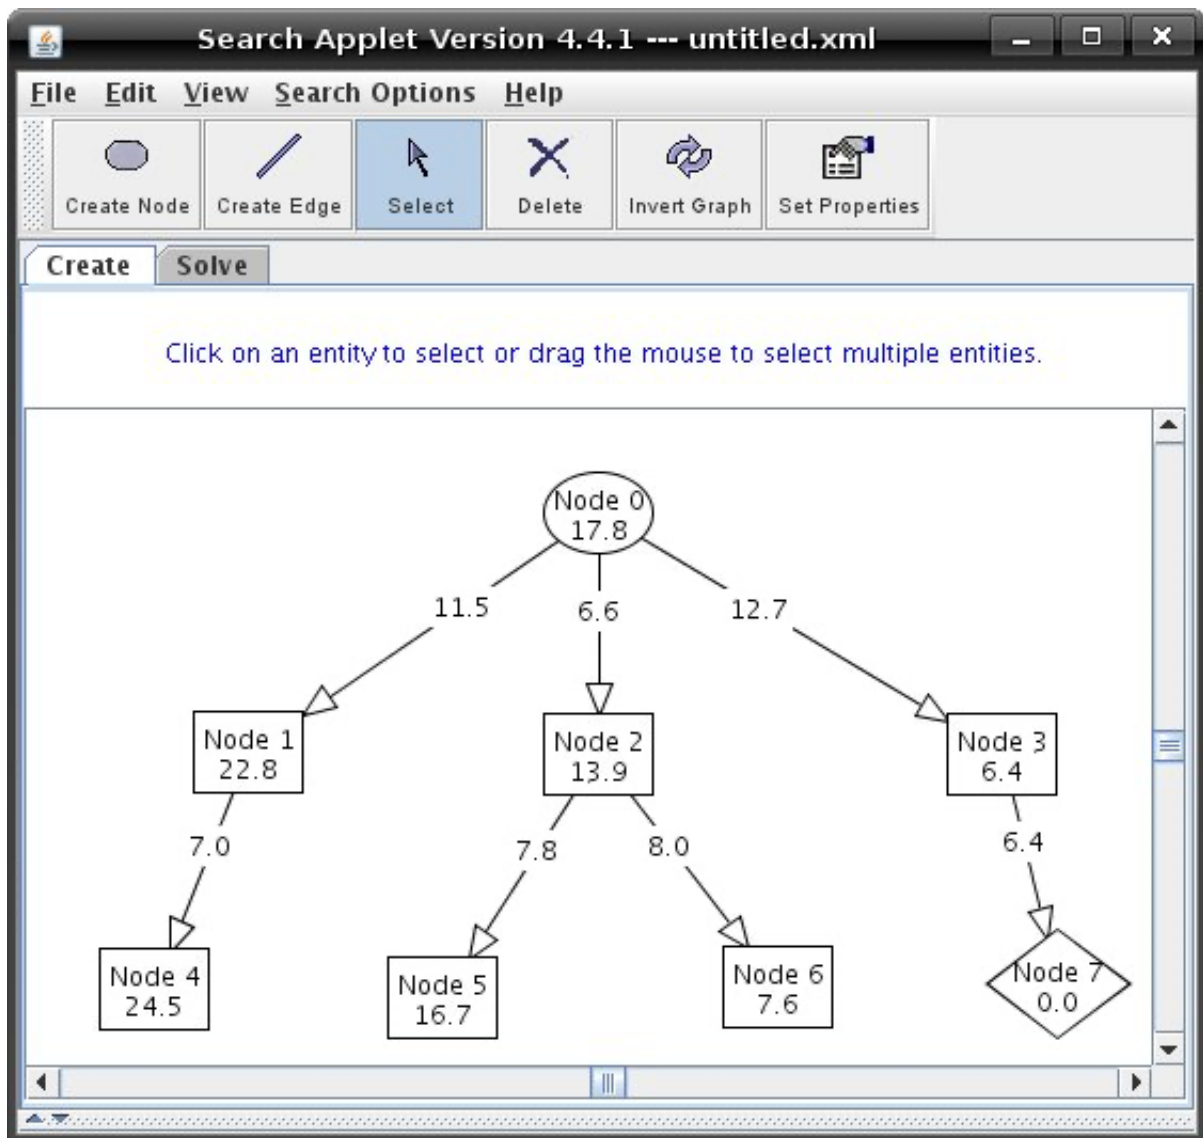 Search Applet Version 4.4.1 --- untitled.xml
File Edit View Search Options Help
Create Node Create Edge Select Delete Invert Graph Set Properties
Create Solve
Click on an entity to select or drag the mouse to select multiple entities.
Node 0
17.8
11.5 6.6 12.7
Node 1
22.8
Node 2
13.9
Node 3
6.4
7.0 7.8 8.0 6.4
Node 4
24.5
Node 5
16.7
Node 6
7.6
Node 7
0.0